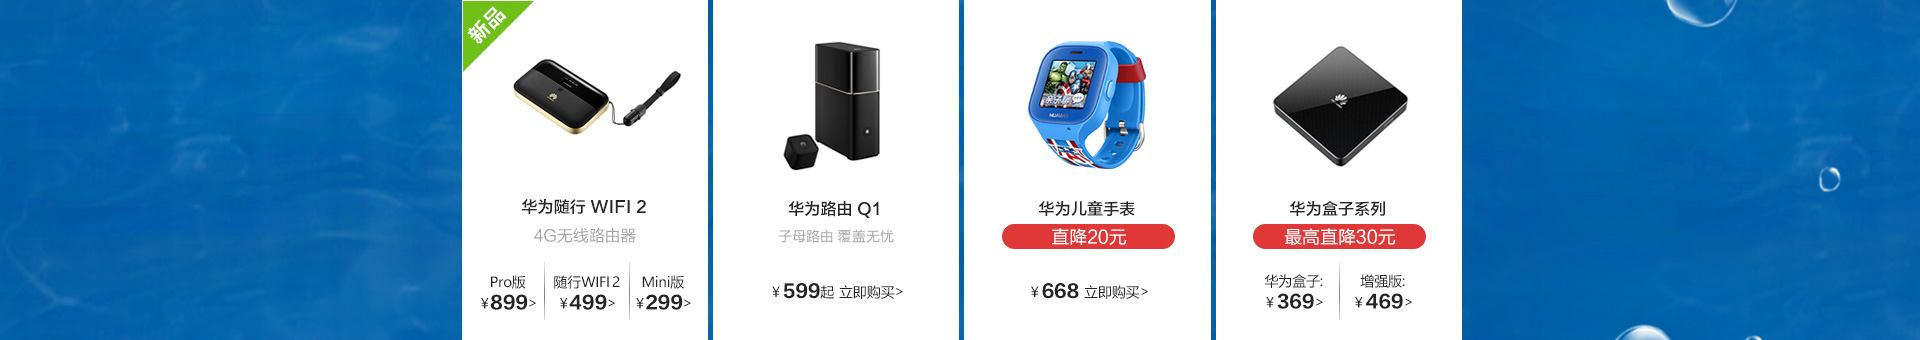 新品
华为随行 WIFI 2
4G无线路由器
Pro版
¥899>
随行WIFI 2
¥499>
Mini版
¥299>
华为路由 Q1
子母路由 覆盖无忧
¥599起 立即购买>
HUAWEI
华为儿童手表
直降20元
¥668 立即购买>
华为盒子系列
最高直降30元
华为盒子:
¥369>
增强版:
¥469>